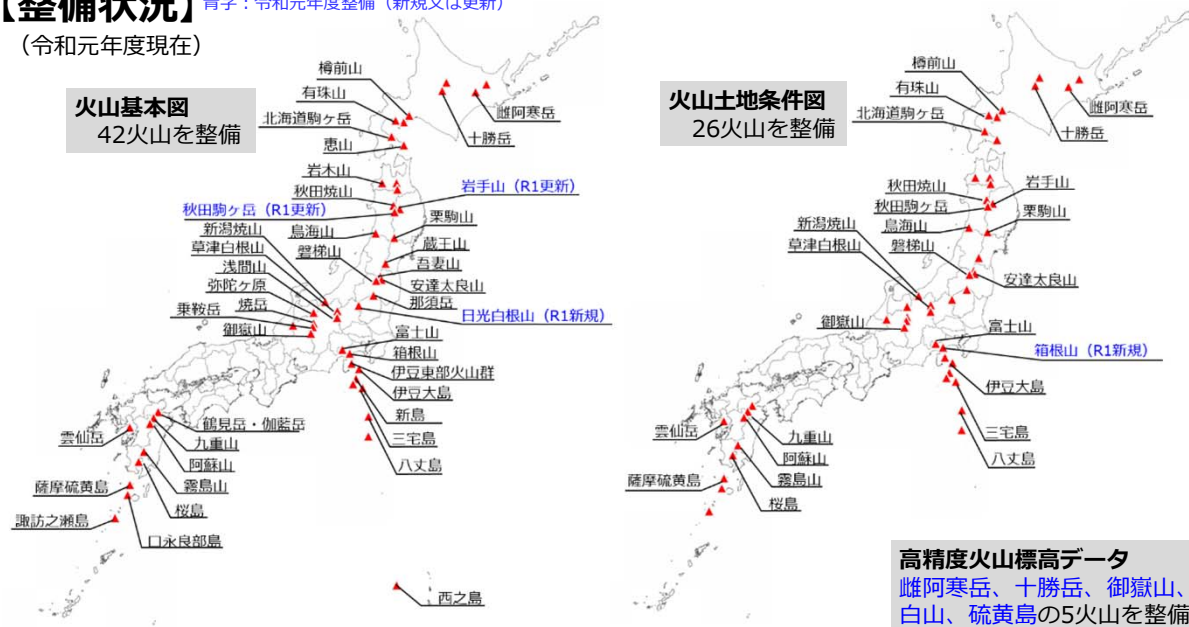 【整備状況】青字：令和元年度整備（新規又は更新）
（令和元年度現在）
火山基本図
42火山を整備
樽前山
有珠山
北海道駒ヶ岳
恵山
雌阿寒岳
十勝岳
岩木山
秋田焼山
岩手山（R1更新）
秋田駒ヶ岳（R1更新）
新潟焼山
鳥海山
栗駒山
草津白根山
磐梯山
蔵王山
浅間山
吾妻山
弥陀ヶ原
安達太良山
乗鞍岳
焼岳
那須岳
日光白根山（R1新規）
御嶽山
富士山
箱根山
伊豆東部火山群
伊豆大島
新島
三宅島
八丈島
鶴見岳・伽藍岳
雲仙岳
九重山
阿蘇山
霧島山
薩摩硫黄島
桜島
諏訪之瀬島
口永良部島
西之島
火山土地条件図
26火山を整備
樽前山
有珠山
北海道駒ヶ岳
雌阿寒岳
十勝岳
秋田焼山
岩手山
秋田駒ヶ岳
新潟焼山
鳥海山
栗駒山
草津白根山
磐梯山
安達太良山
御嶽山
富士山
箱根山（R1新規）
伊豆大島
三宅島
八丈島
雲仙岳
九重山
阿蘇山
霧島山
薩摩硫黄島
桜島
高精度火山標高データ
雌阿寒岳、十勝岳、御嶽山、
白山、硫黄島の5火山を整備